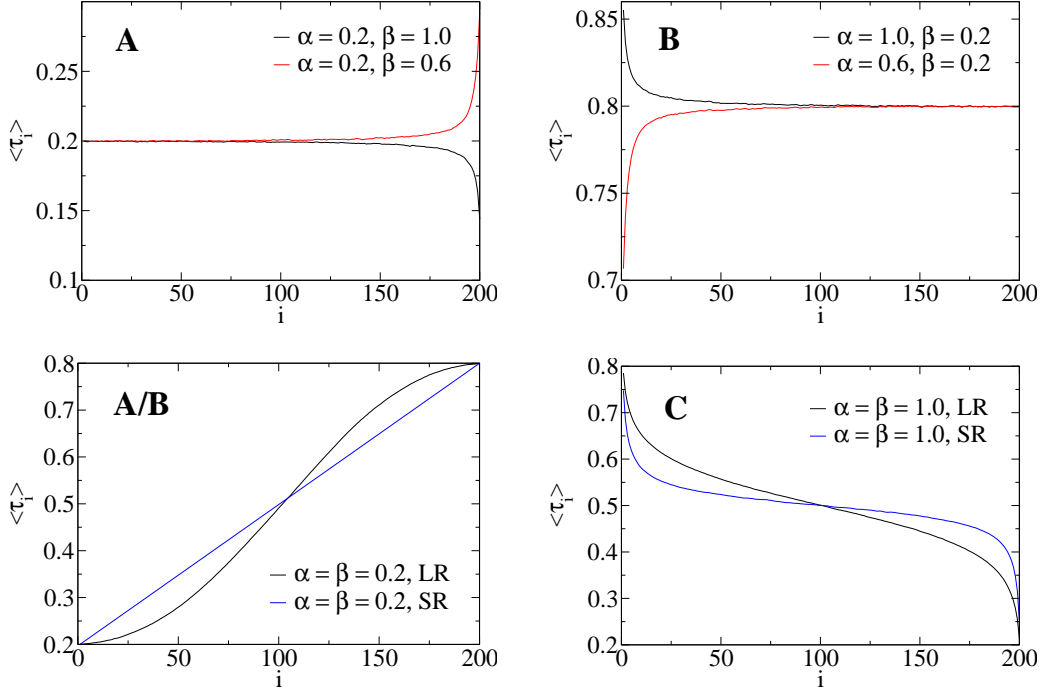 A
α = 0.2, β = 1.0
α = 0.2, β = 0.6
0.25
0.2
0.15
0.1
<τi>
0 50 100 150 200
i
B
α = 1.0, β = 0.2
α = 0.6, β = 0.2
0.85
0.8
0.75
0.7
<τi>
0 50 100 150 200
i
A/B
α = β = 0.2, LR
α = β = 0.2, SR
0.8
0.7
0.6
0.5
0.4
0.3
0.2
<τi>
0 50 100 150 200
i
C
α = β = 1.0, LR
α = β = 1.0, SR
0.8
0.7
0.6
0.5
0.4
0.3
0.2
<τi>
0 50 100 150 200
i